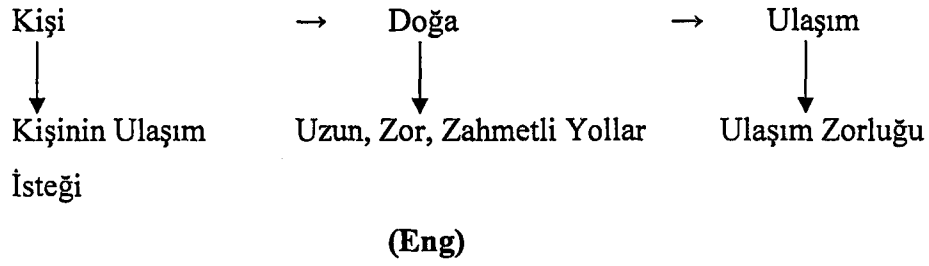 Kişi → Doğa → Ulaşım
Kişinin Ulaşım Uzun, Zor, Zahmetli Yollar Ulaşım Zorluğu
İsteği
(Eng)